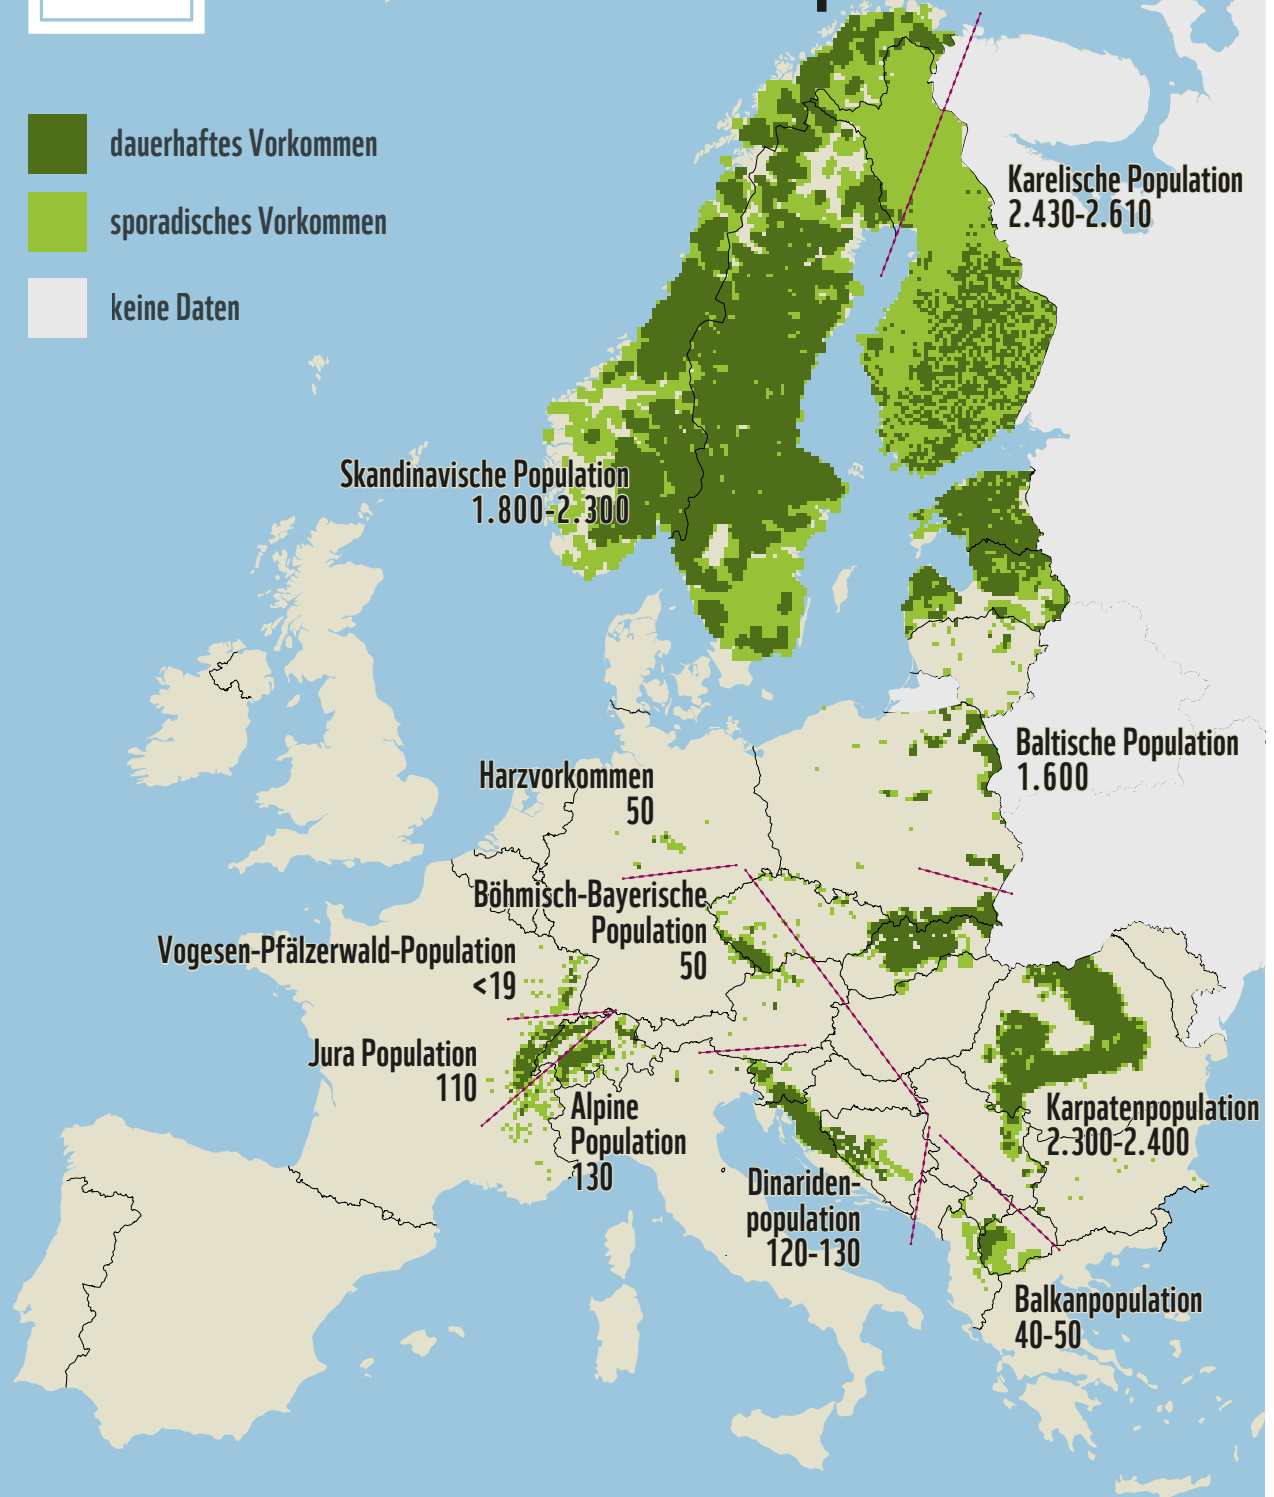 dauerhaftes Vorkommen
sporadisches Vorkommen
keine Daten
Karelische Population
2.430-2.610
Skandinavische Population
1.800-2.300
Baltische Population
1.600
Harzvorkommen
50
Böhmisch-Bayerische
Population
50
Vogesen-Pfälzerwald-Population
<19
Jura Population
110
Alpine
Population
130
Karpatenpopulation
2.300-2.400
Dinariden-
population
120-130
Balkanpopulation
40-50